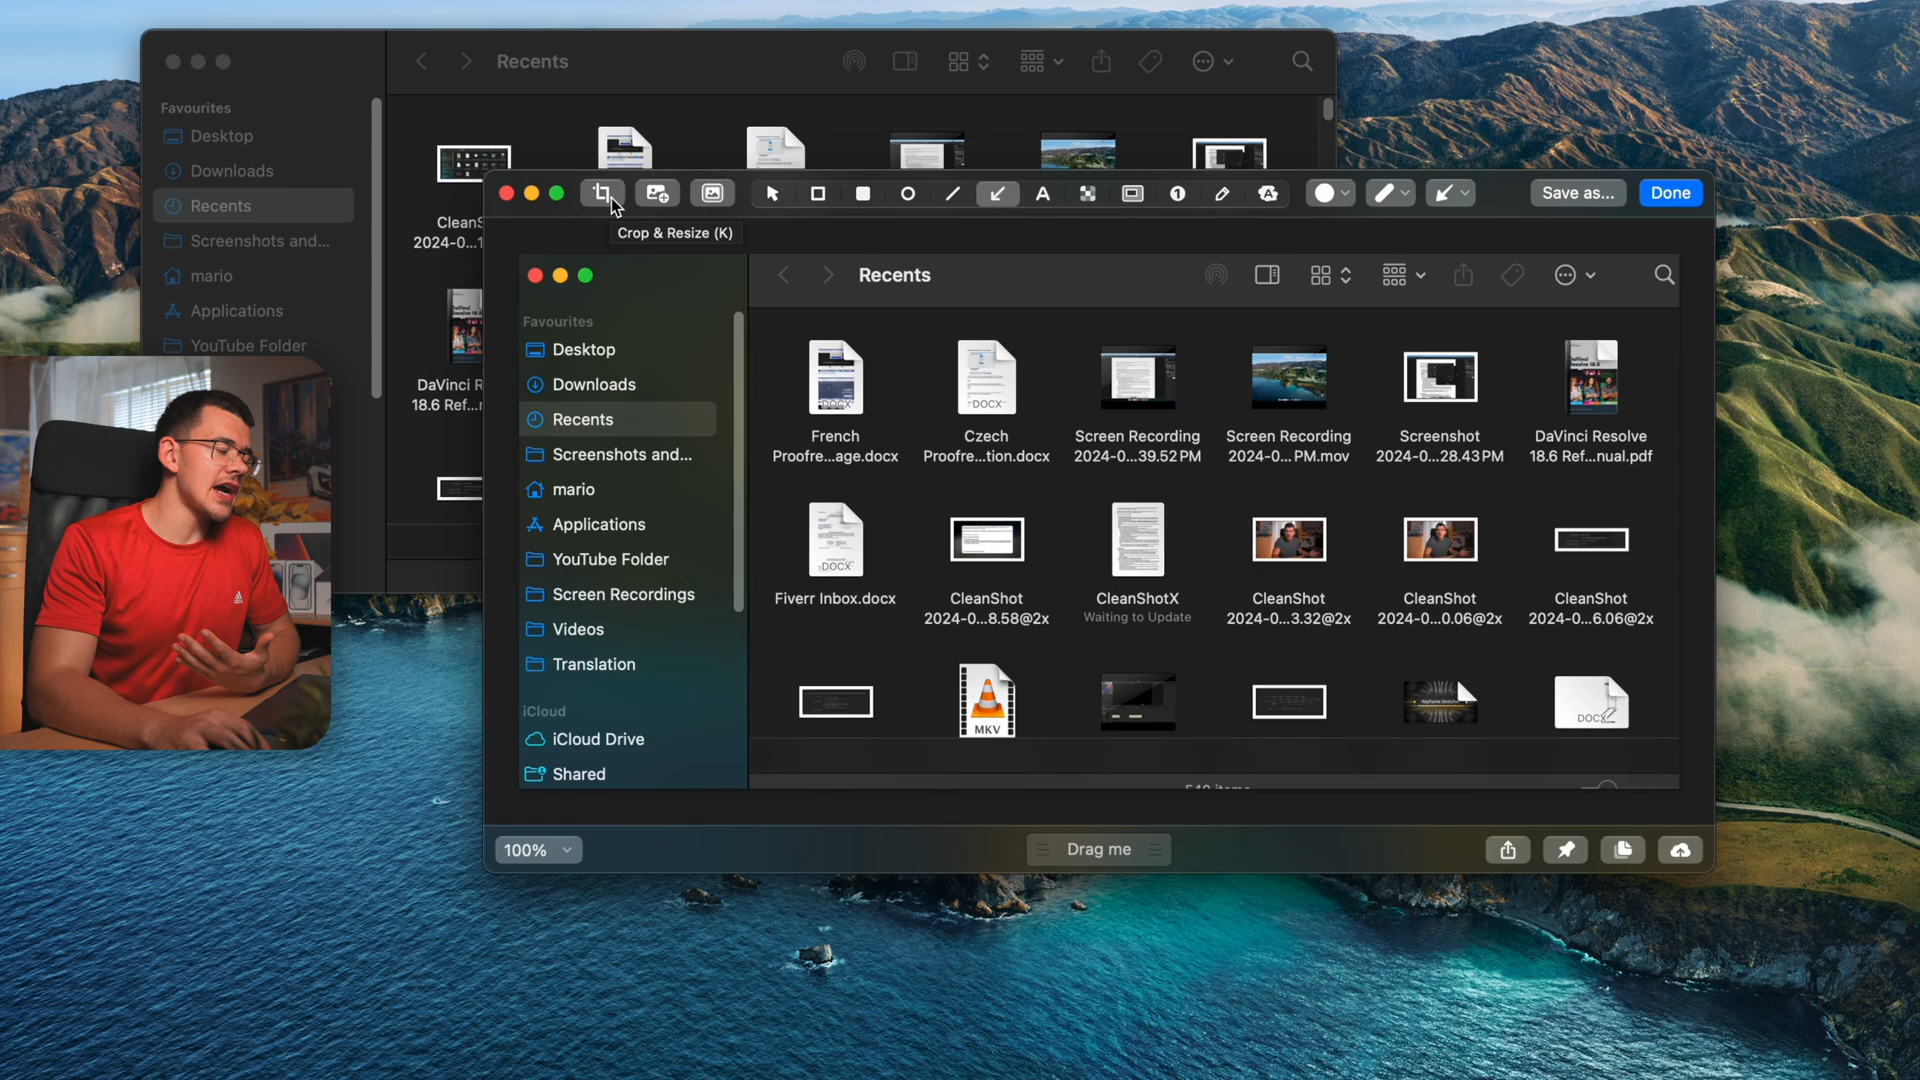 Recents
Favourites
Desktop
Downloads
Recents
Screenshots and...
mario
Applications
YouTube Folder
CleanS
2024-0...1
DaVinci R
18.6 Ref...
A
1
A
Save as...
Done
Crop & Resize (K)
Recents
Favourites
Desktop
Downloads
Recents
Screenshots and...
mario
Applications
YouTube Folder
Screen Recordings
Videos
Translation
iCloud
iCloud Drive
Shared
DOCX
DOCX
DaVinci
Resolve 18.6
French
Proofre...age.docx
Czech
Proofre...tion.docx
Screen Recording
2024-0...39.52 PM
Screen Recording
2024-0... PM.mov
Screenshot
2024-0...28.43 PM
DaVinci Resolve
18.6 Ref...nual.pdf
DOCX
Fiverr Inbox.docx
CleanShot
2024-0...8.58@2x
CleanShotX
Waiting to Update
CleanShot
2024-0...3.32@2x
CleanShot
2024-0...0.06@2x
CleanShot
2024-0...6.06@2x
MKV
DOCX
100%
Drag me